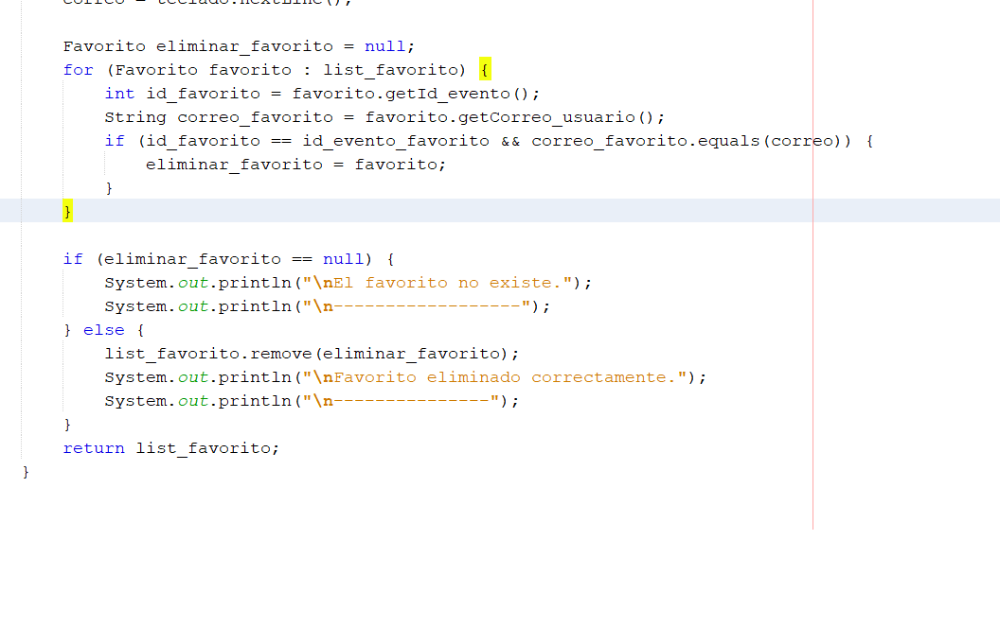 correo = teclado.nextLine();
Favorito eliminar_favorito = null;
for (Favorito favorito : list_favorito) {
int id_favorito = favorito.getId_evento();
String correo_favorito = favorito.getCorreo_usuario();
if (id_favorito == id_evento_favorito && correo_favorito.equals(correo)) {
eliminar_favorito = favorito;
}
}
if (eliminar_favorito == null) {
System.out.println("\nEl favorito no existe.");
System.out.println("\n------------------");
} else {
list_favorito.remove(eliminar_favorito);
System.out.println("\nFavorito eliminado correctamente.");
System.out.println("\n---------------");
}
return list_favorito;
}